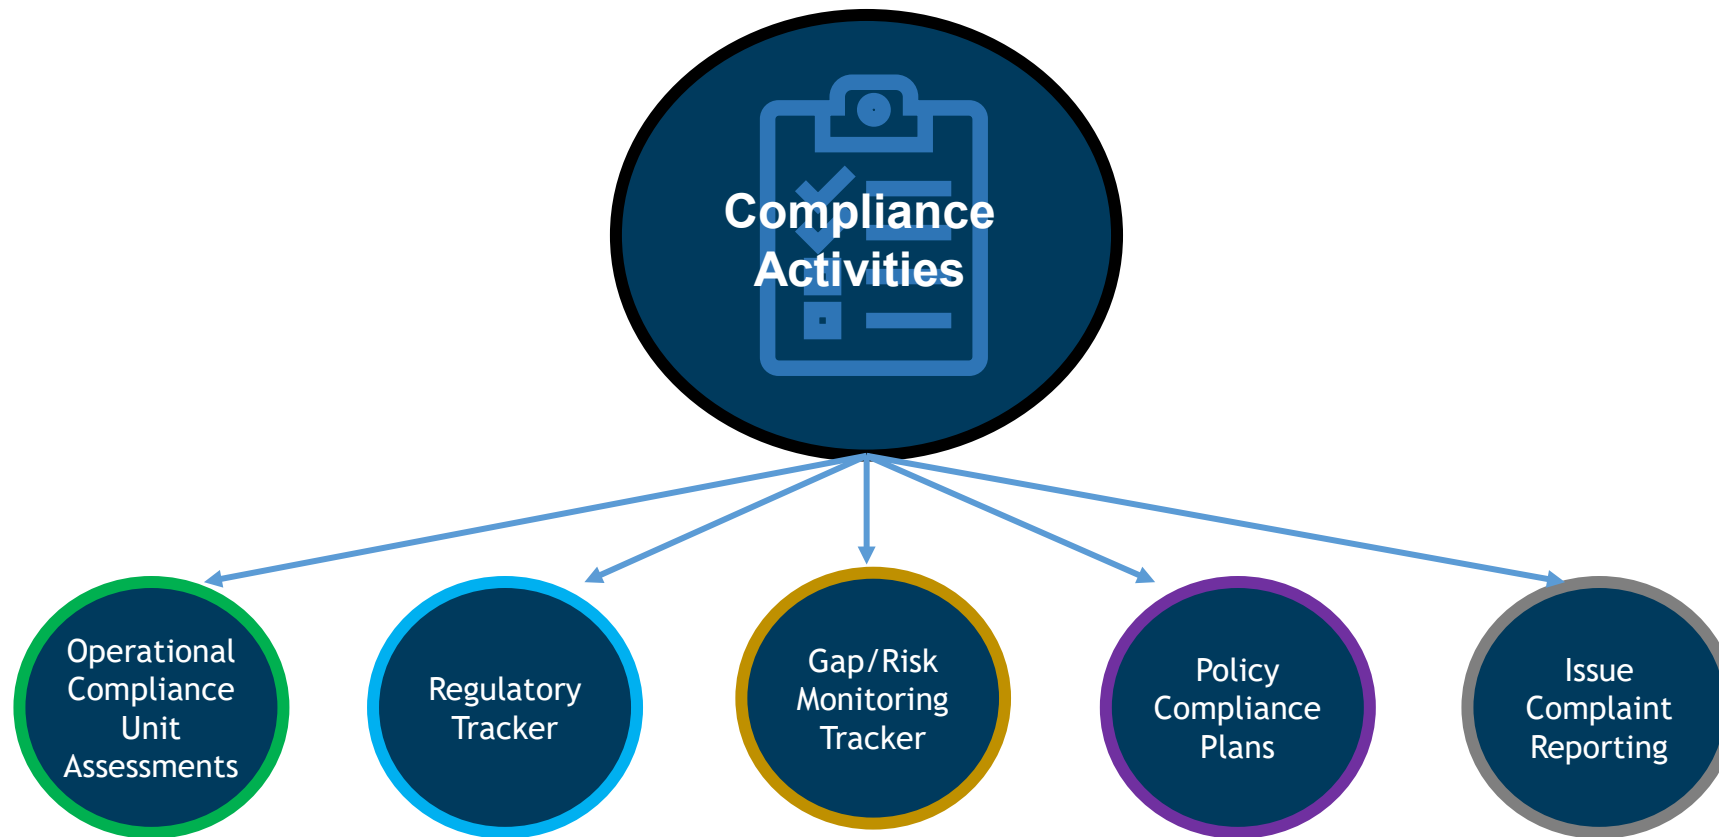 Compliance
Activities
Operational
Compliance
Unit
Assessments
Regulatory
Tracker
Gap/Risk
Monitoring
Tracker
Policy
Compliance
Plans
Issue
Complaint
Reporting